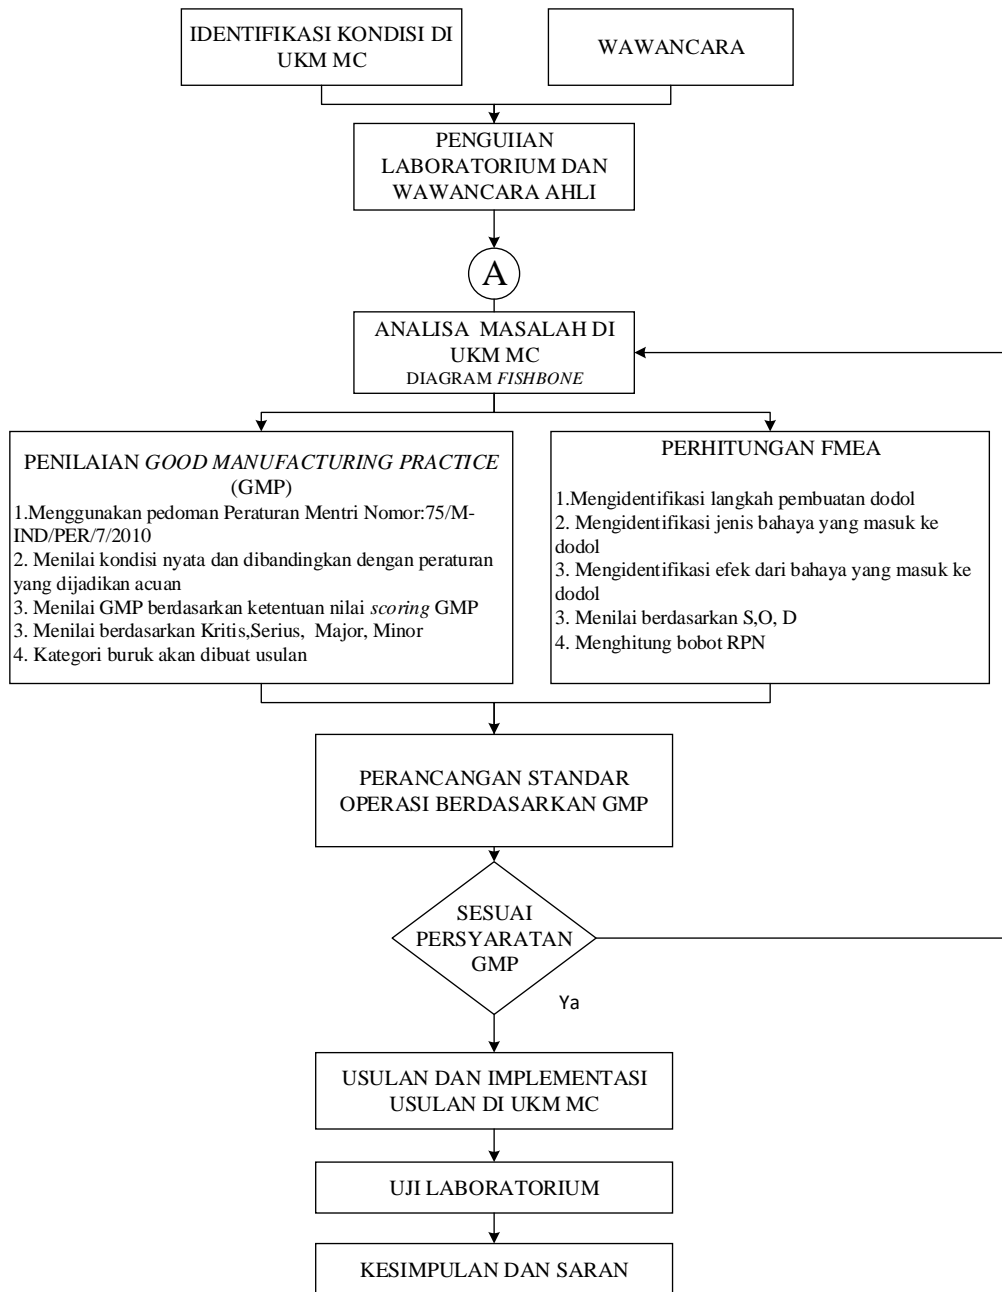 IDENTIFIKASI KONDISI DI
UKM MC
WAWANCARA
PENGUIIAN
LABORATORIUM DAN
WAWANCARA AHLI
A
ANALISA MASALAH DI
UKM MC
DIAGRAM FISHBONE
PENILAIAN GOOD MANUFACTURING PRACTICE
(GMP)
1.Menggunakan pedoman Peraturan Mentri Nomor:75/M-
IND/PER/7/2010
2. Menilai kondisi nyata dan dibandingkan dengan peraturan
yang dijadikan acuan
3. Menilai GMP berdasarkan ketentuan nilai scoring GMP
3. Menilai berdasarkan Kritis,Serius, Major, Minor
4. Kategori buruk akan dibuat usulan
PERHITUNGAN FMEA
1.Mengidentifikasi langkah pembuatan dodol
2. Mengidentifikasi jenis bahaya yang masuk ke
dodol
3. Mengidentifikasi efek dari bahaya yang masuk ke
dodol
3. Menilai berdasarkan S,O, D
4. Menghitung bobot RPN
PERANCANGAN STANDAR
OPERASI BERDASARKAN GMP
SESUAI
PERSYARATAN
GMP
Ya
USULAN DAN IMPLEMENTASI
USULAN DI UKM MC
UJI LABORATORIUM
KESIMPULAN DAN SARAN